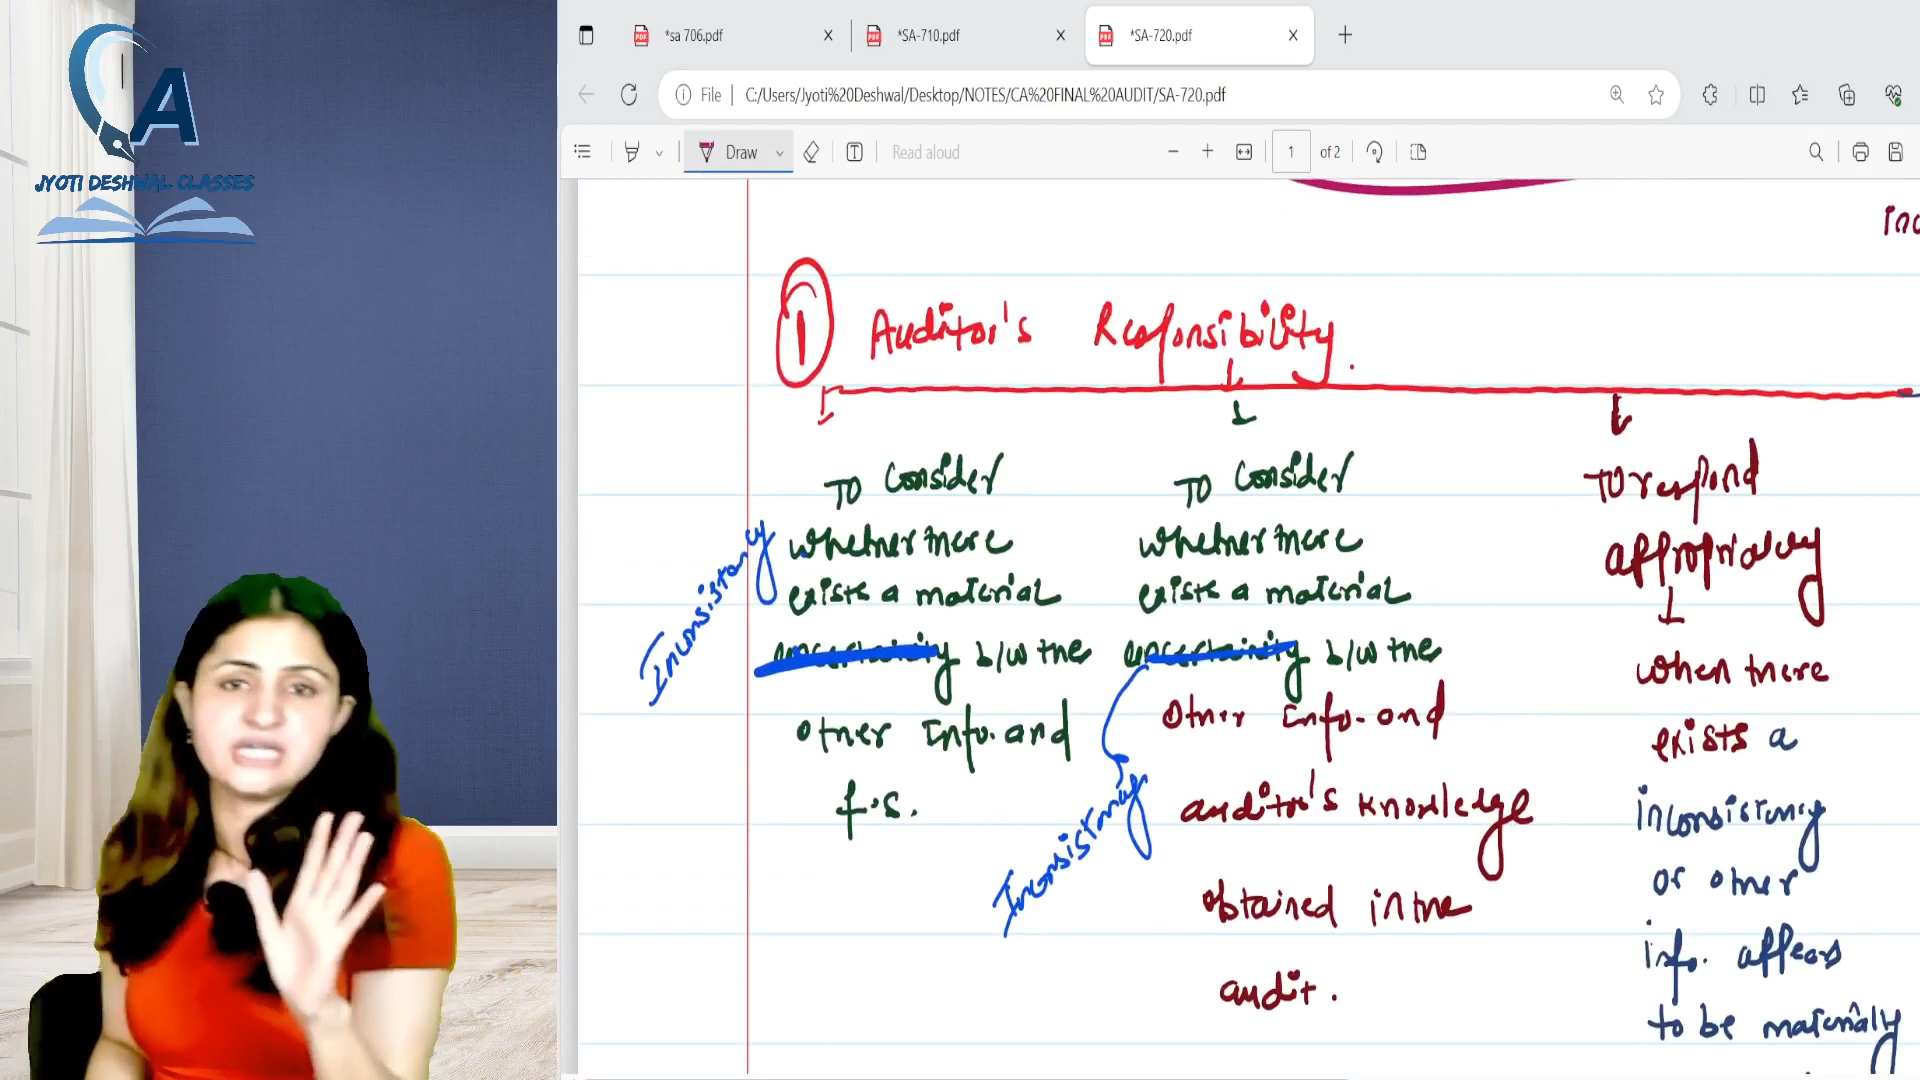 A
JYOTI DESHWAL CLASSES
*sa 706.pdf
*SA-710.pdf
*SA-720.pdf
File
C:/Users/Jyoti%20Deshwal/Desktop/NOTES/CA%20FINAL%20AUDIT/SA-720.pdf
Draw
Read aloud
1
of 2
1 Auditor's Responsibility.
To Consider
whether there
exists a material
uncertainity b/w the
Other Info. and
f.s.
Inconsistency
To Consider
whether there
exists a material
uncertainity b/w the
Other Info. and
auditor's knowledge
obtained in the
audit.
Inconsistency
To respond
appropriately
when there
exists a
inconsistency
or other
info. appears
to be materially